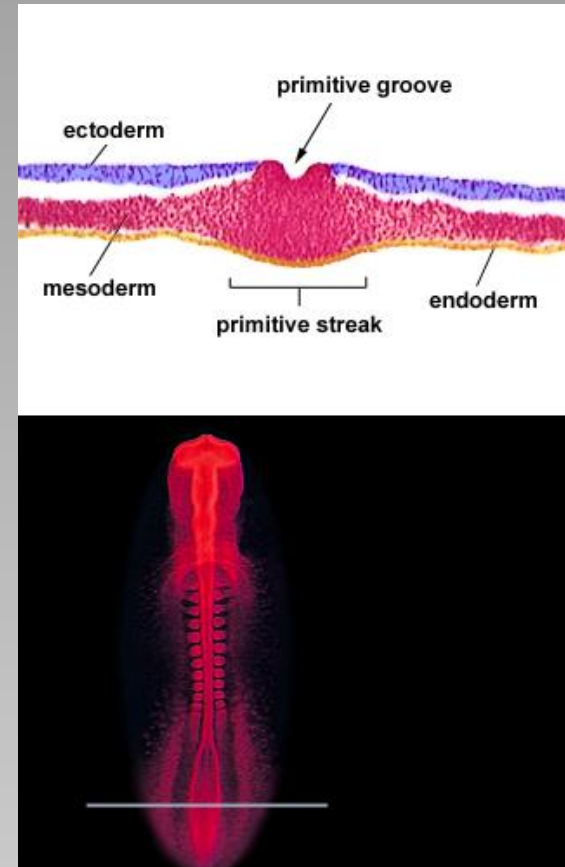 primitive groove
ectoderm
mesoderm
endoderm
primitive streak